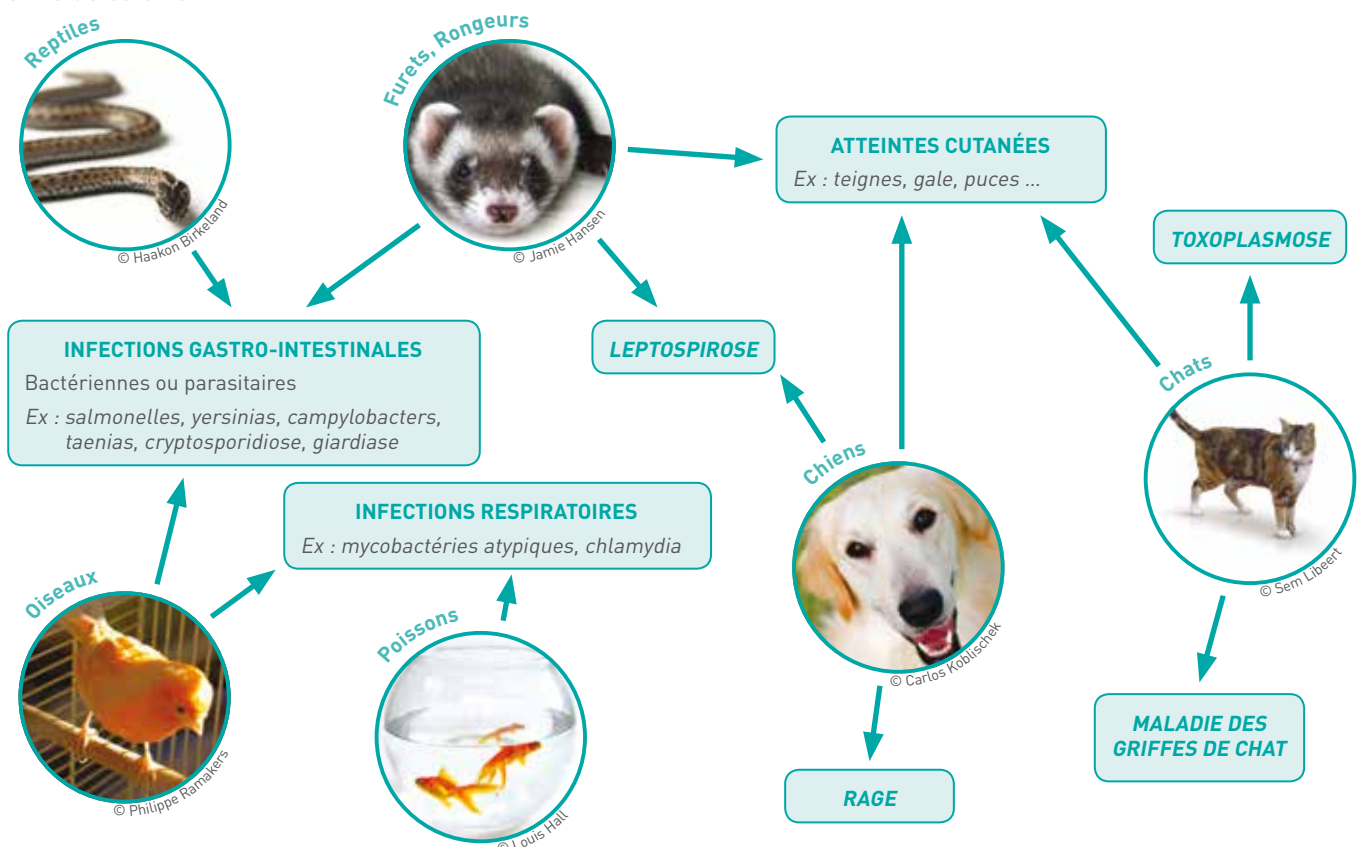 Reptiles
© Haakon Birkeland
Furets, Rongeurs
© Jamie Hansen
ATTEINTES CUTANÉES
Ex : teignes, gale, puces ...
TOXOPLASMOSE
INFECTIONS GASTRO-INTESTINALES
Bactériennes ou parasitaires
Ex : salmonelles, yersinias, campylobacters,
taenias, cryptosporidiose, giardiase
LEPTOSPIROSE
Chats
© Sem Libeert
Chiens
© Carlos Koblischek
INFECTIONS RESPIRATOIRES
Ex : mycobactéries atypiques, chlamydia
Oiseaux
© Philippe Ramakers
Poissons
© Louis Hall
MALADIE DES
GRIFFES DE CHAT
RAGE